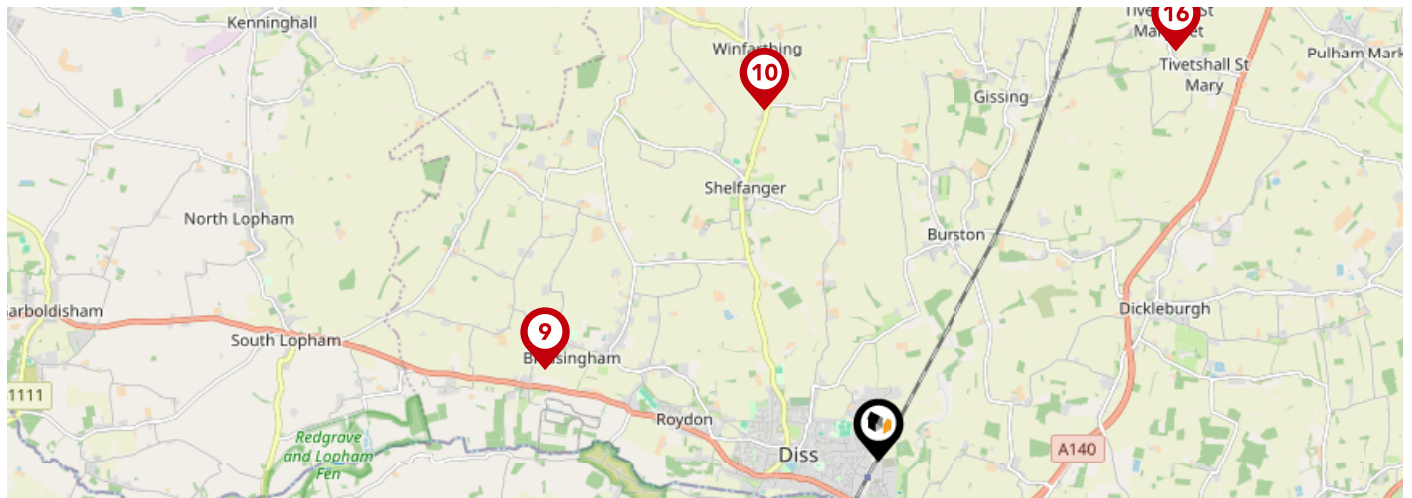 Kenninghall
Winfarthing
10
16
Tivetshall St
Mary
Pulham Mark
Gissing
Shelfanger
North Lopham
Burston
arboldisham
South Lopham
9
Dickleburgh
1111
Roydon
Redgrave
and Lopham
Fen
Diss
A140